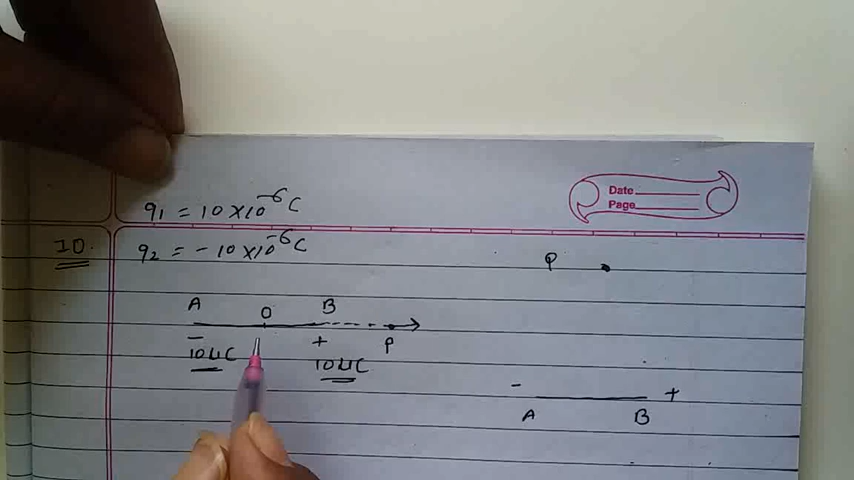 Date
Page
q1 = 10 × 10^-6 C
10. q2 = - 10 × 10^-6 C
P
A O B
- + P
10µC 10µC
- +
A B